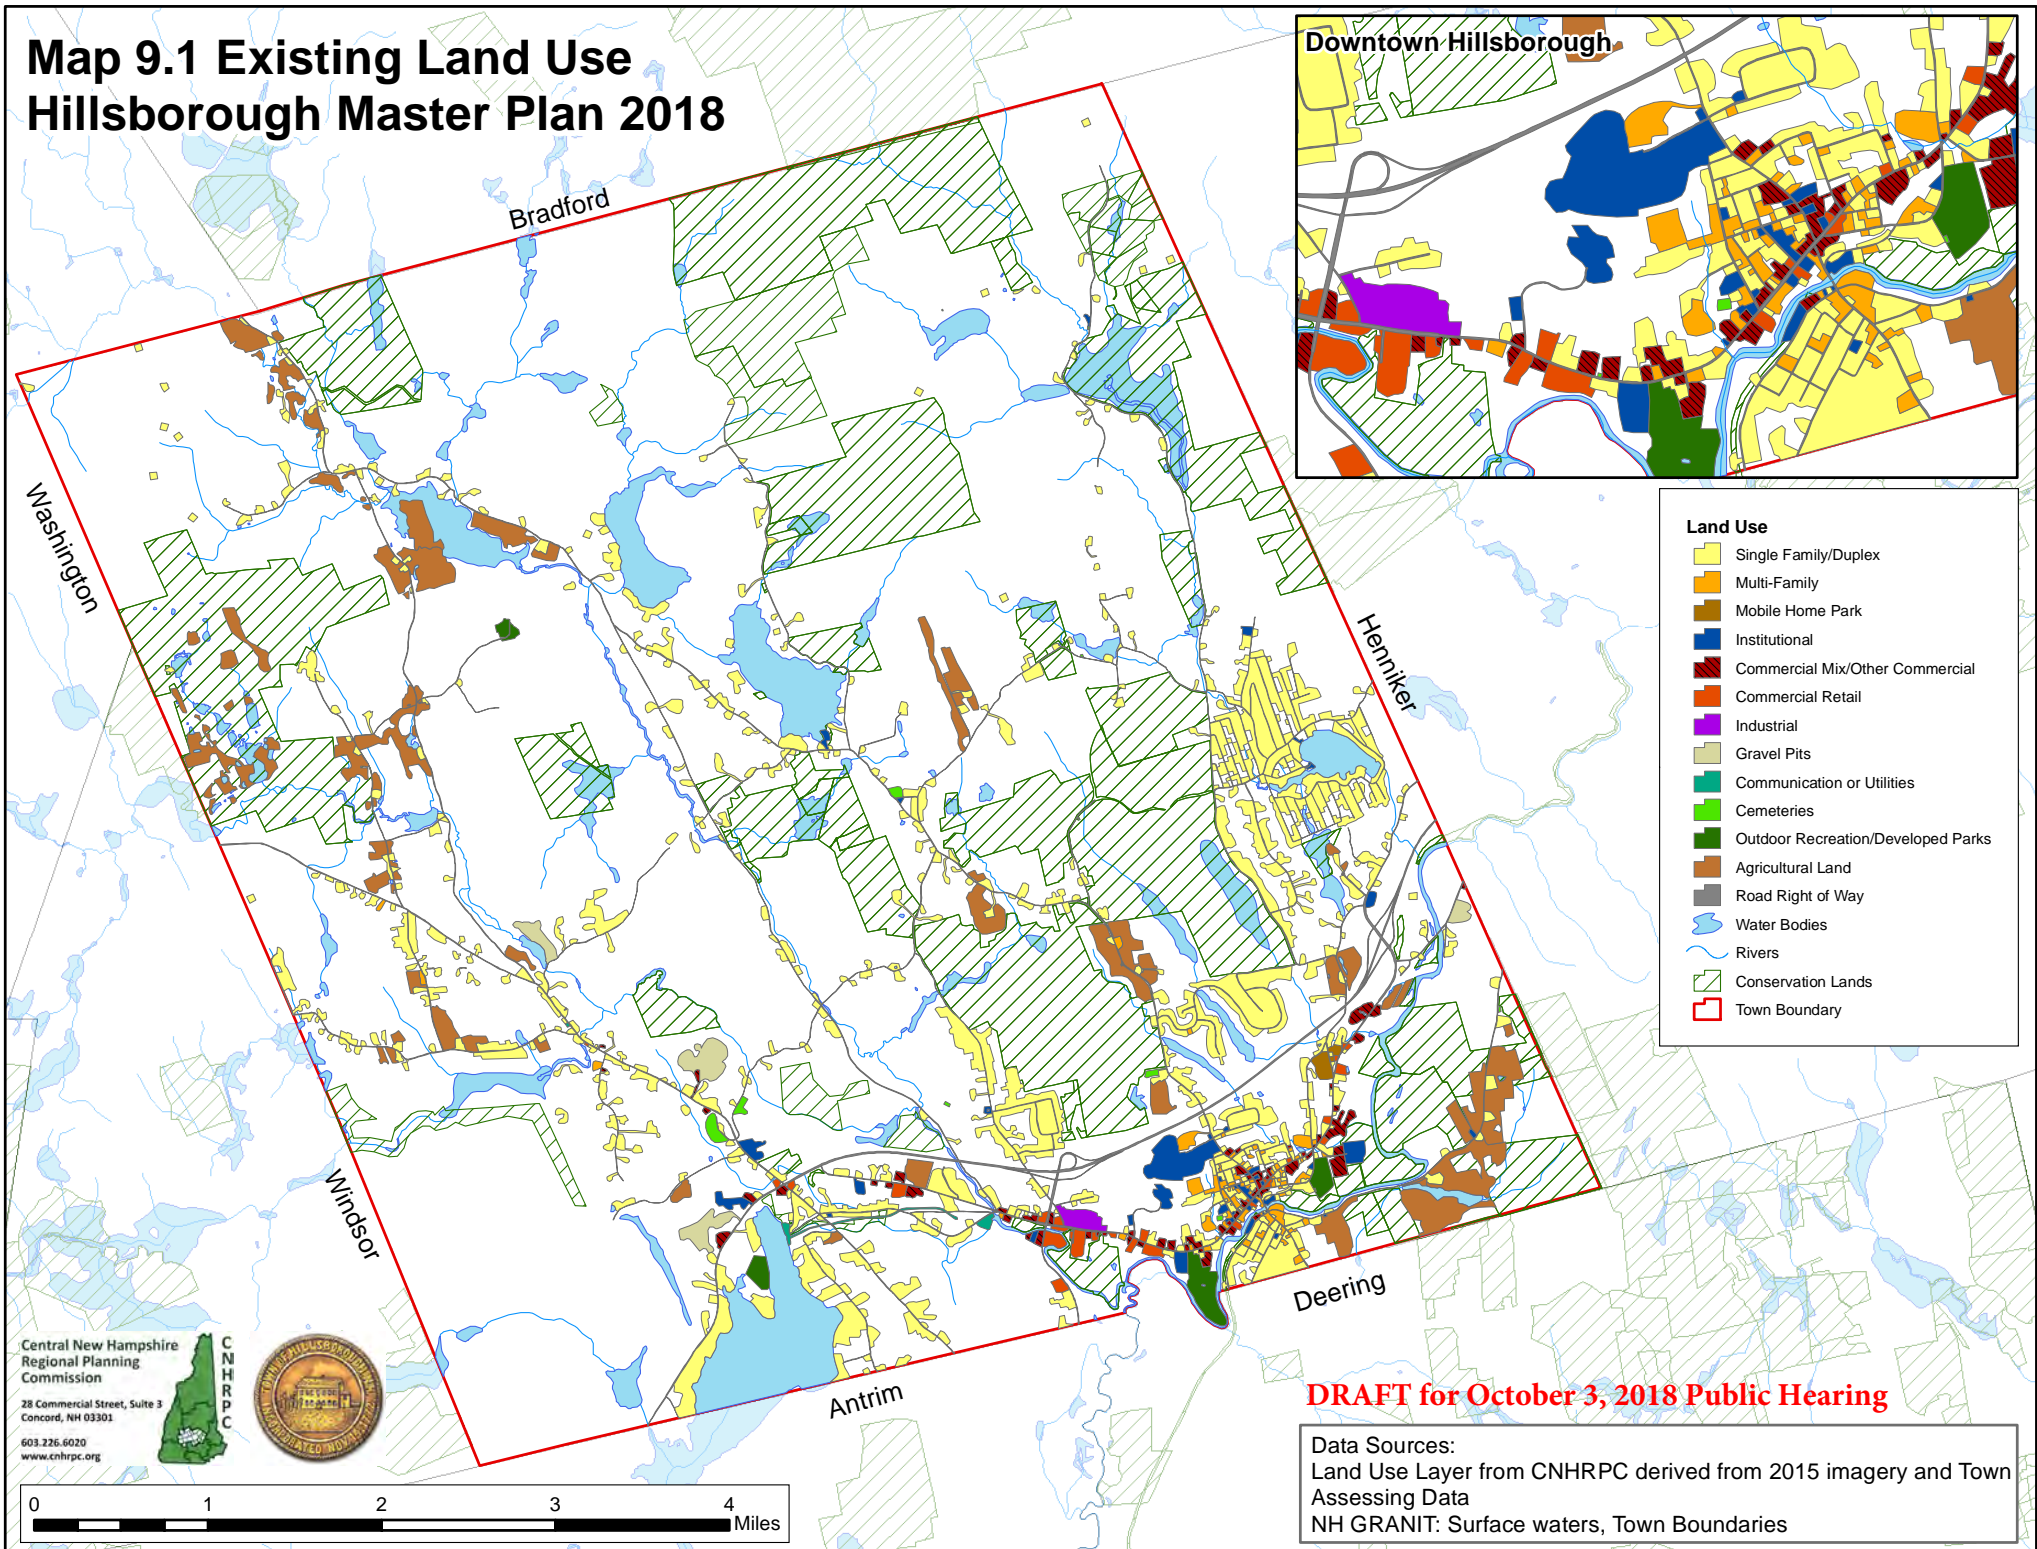 Map 9.1 Existing Land Use
Hillsborough Master Plan 2018
Downtown Hillsborough
Bradford
Washington
Henniker
Windsor
Deering
Antrim
Land Use
Single Family/Duplex
Multi-Family
Mobile Home Park
Institutional
Commercial Mix/Other Commercial
Commercial Retail
Industrial
Gravel Pits
Communication or Utilities
Cemeteries
Outdoor Recreation/Developed Parks
Agricultural Land
Road Right of Way
Water Bodies
Rivers
Conservation Lands
Town Boundary
Central New Hampshire
Regional Planning
Commission
28 Commercial Street, Suite 3
Concord, NH 03301
603.226.6020
www.cnhrpc.org
CNHRPC
TOWN OF HILLSBOROUGH, N.H.
0 1 2 3 4
Miles
DRAFT for October 3, 2018 Public Hearing
Data Sources:
Land Use Layer from CNHRPC derived from 2015 imagery and Town
Assessing Data
NH GRANIT: Surface waters, Town Boundaries